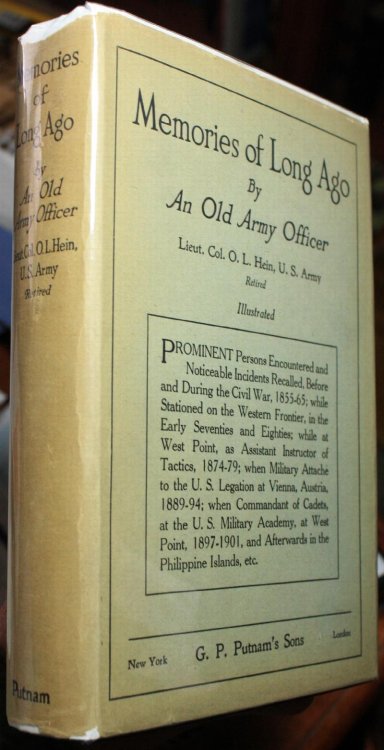 Memories
of
Long Ago
by
An Old
Army Officer
Lieut. Col. O. L. Hein,
U. S. Army
Retired
Putnam
Memories of Long Ago
By
An Old Army Officer
Lieut. Col. O. L. Hein, U. S. Army
Retired
Illustrated
PROMINENT Persons Encountered and
Noticeable Incidents Recalled, Before
and During the Civil War, 1855-65; while
Stationed on the Western Frontier, in the
Early Seventies and Eighties; while at
West Point, as Assistant Instructor of
Tactics, 1874-79; when Military Attache
to the U. S. Legation at Vienna, Austria,
1889-94; when Commandant of Cadets,
at the U. S. Military Academy, at West
Point, 1897-1901, and Afterwards in the
Philippine Islands, etc.
New York G. P. Putnam's Sons London